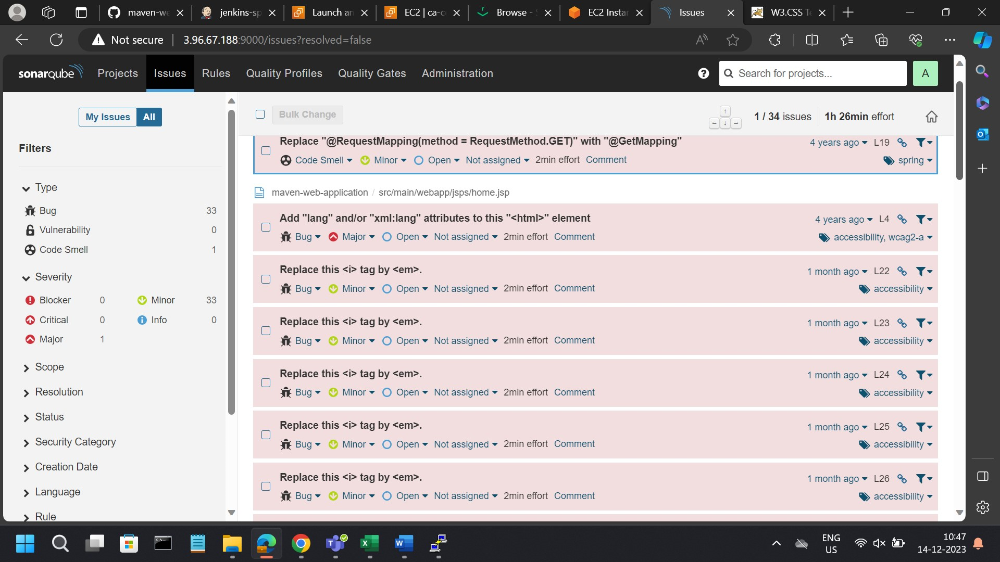 maven-we
jenkins-sp
Launch an
EC2 | ca-c
Browse - S
EC2 Instan
Issues
W3.CSS Te
Not secure
3.96.67.188:9000/issues?resolved=false
sonarqube
Projects
Issues
Rules
Quality Profiles
Quality Gates
Administration
Search for projects...
A
My Issues
All
Bulk Change
1 / 34 issues
1h 26min effort
Filters
Type
Bug 33
Vulnerability 0
Code Smell 1
Severity
Blocker 0 Minor 33
Critical 0 Info 0
Major 1
Scope
Resolution
Status
Security Category
Creation Date
Language
Rule
Replace "@RequestMapping(method = RequestMethod.GET)" with "@GetMapping" 4 years ago L19
Code Smell Minor Open Not assigned 2min effort Comment spring
maven-web-application / src/main/webapp/jsps/home.jsp
Add "lang" and/or "xml:lang" attributes to this "<html>" element 4 years ago L4
Bug Major Open Not assigned 2min effort Comment accessibility, wcag2-a
Replace this <i> tag by <em>. 1 month ago L22
Bug Minor Open Not assigned 2min effort Comment accessibility
Replace this <i> tag by <em>. 1 month ago L23
Bug Minor Open Not assigned 2min effort Comment accessibility
Replace this <i> tag by <em>. 1 month ago L24
Bug Minor Open Not assigned 2min effort Comment accessibility
Replace this <i> tag by <em>. 1 month ago L25
Bug Minor Open Not assigned 2min effort Comment accessibility
Replace this <i> tag by <em>. 1 month ago L26
Bug Minor Open Not assigned 2min effort Comment accessibility
ENG
US
10:47
14-12-2023